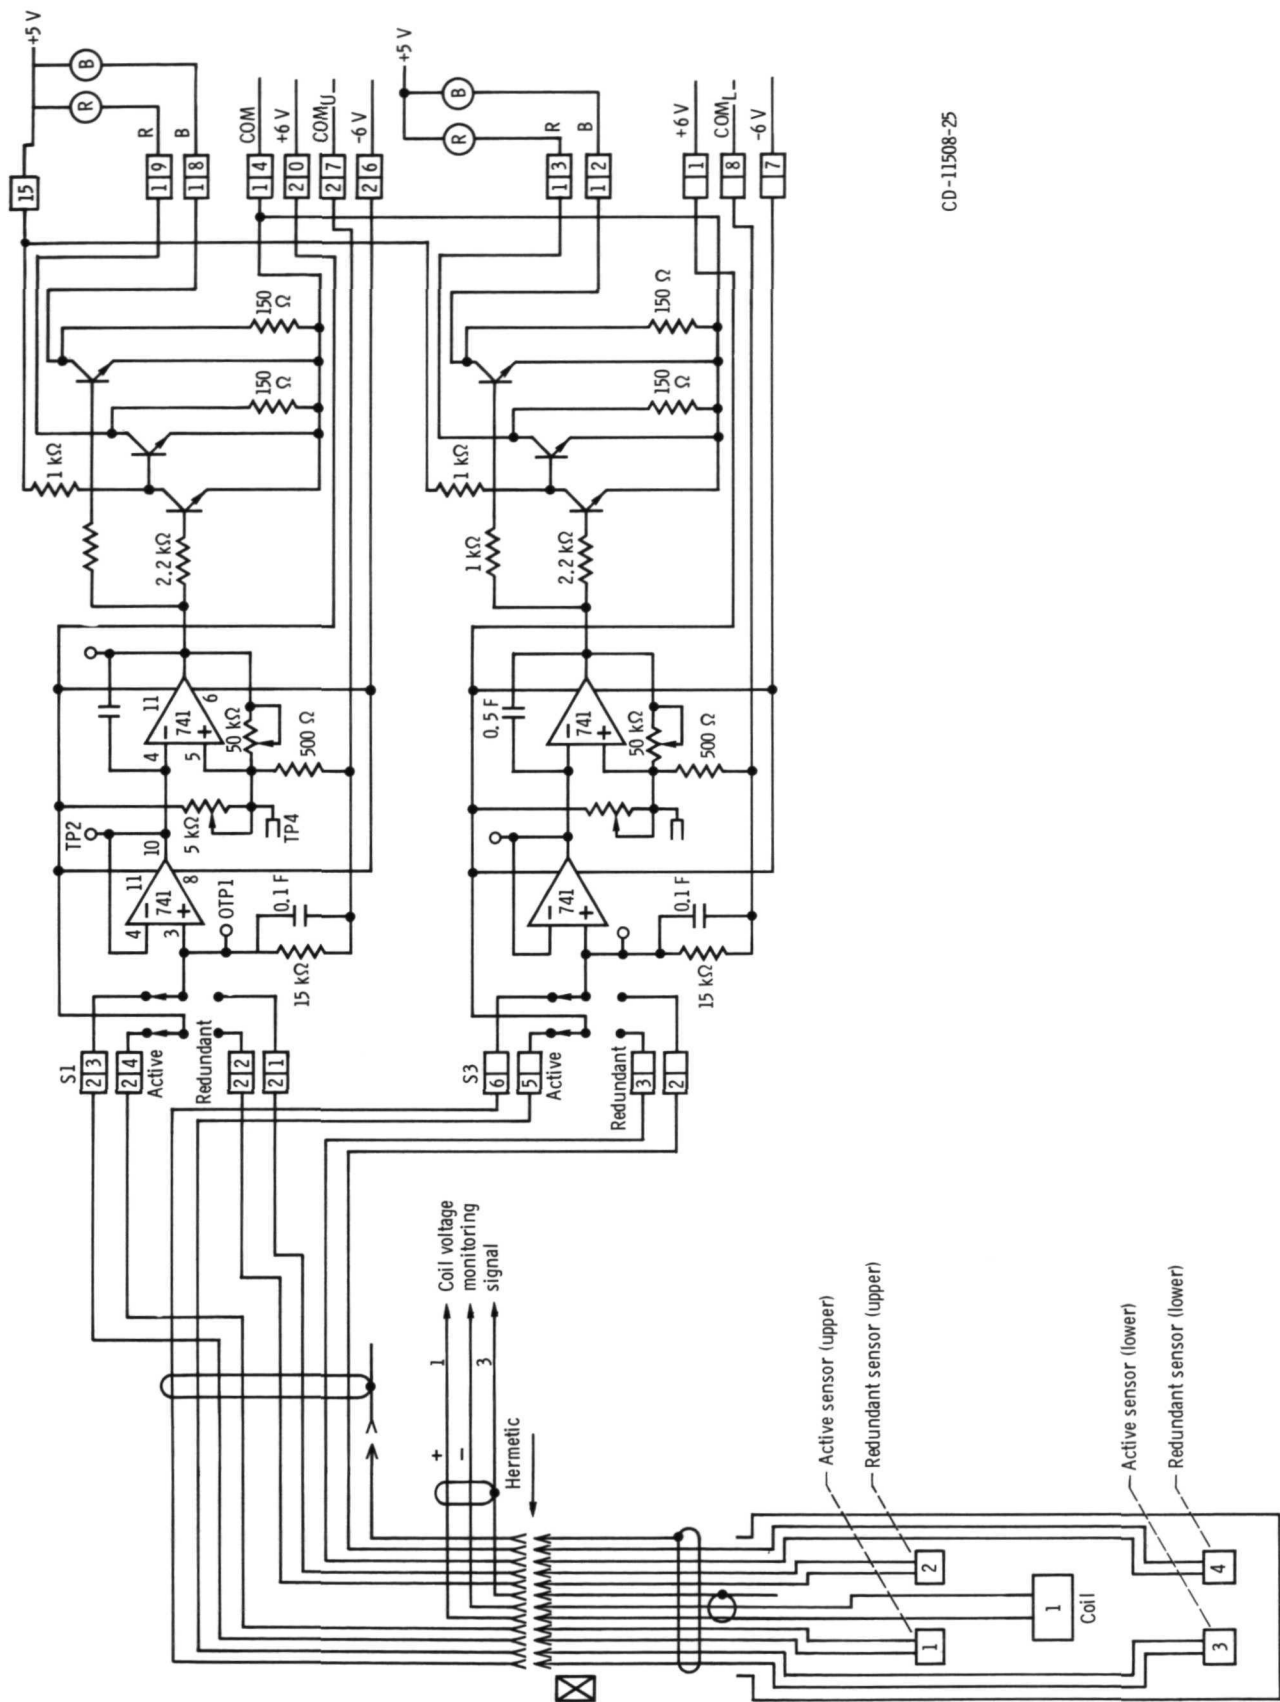 +5 V
15
R
B
1 9
R
1 8
B
COM
1 4
+6 V
2 0
COMU-
2 7
-6 V
2 6
+5 V
R
B
1 3
R
1 2
B
+6 V
1
COML-
8
-6 V
7
1 kΩ
150
Ω
150
Ω
2.2 kΩ
1 kΩ
150
Ω
150
Ω
1 kΩ
2.2 kΩ
TP2
10
11
4
741
3
8
5 kΩ
TP4
OTP1
0.1 F
15 kΩ
11
4
741
5
6
50 kΩ
500 Ω
741
0.1 F
15 kΩ
0.5 F
741
50 kΩ
500 Ω
S1
2 3
2 4
Active
Redundant
2 2
2 1
S3
6
5
Active
Redundant
3
2
Coil voltage
monitoring
signal
1
3
+
−
Hermetic
Active sensor (upper)
Redundant sensor (upper)
Active sensor (lower)
Redundant sensor (lower)
1
2
1
Coil
3
4
CD-11508-25